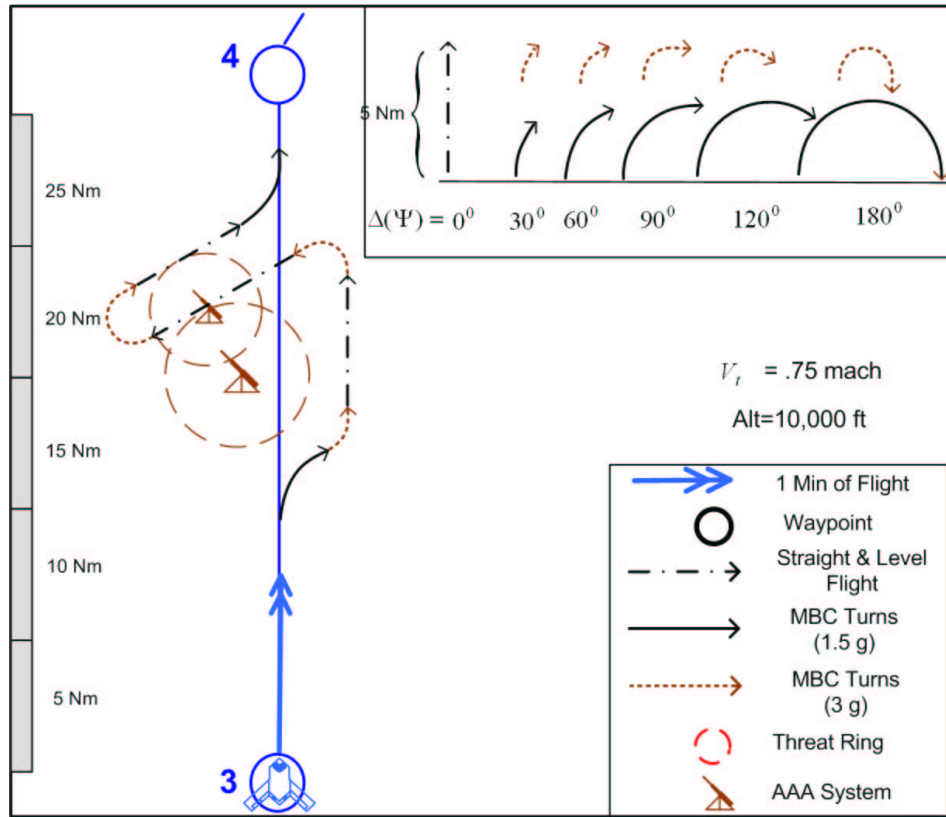 4
5 Nm
Δ(Ψ) = 0⁰ 30⁰ 60⁰ 90⁰ 120⁰ 180⁰
25 Nm
20 Nm
15 Nm
10 Nm
5 Nm
3
V_t = .75 mach
Alt=10,000 ft
1 Min of Flight
Waypoint
Straight & Level
Flight
MBC Turns
(1.5 g)
MBC Turns
(3 g)
Threat Ring
AAA System